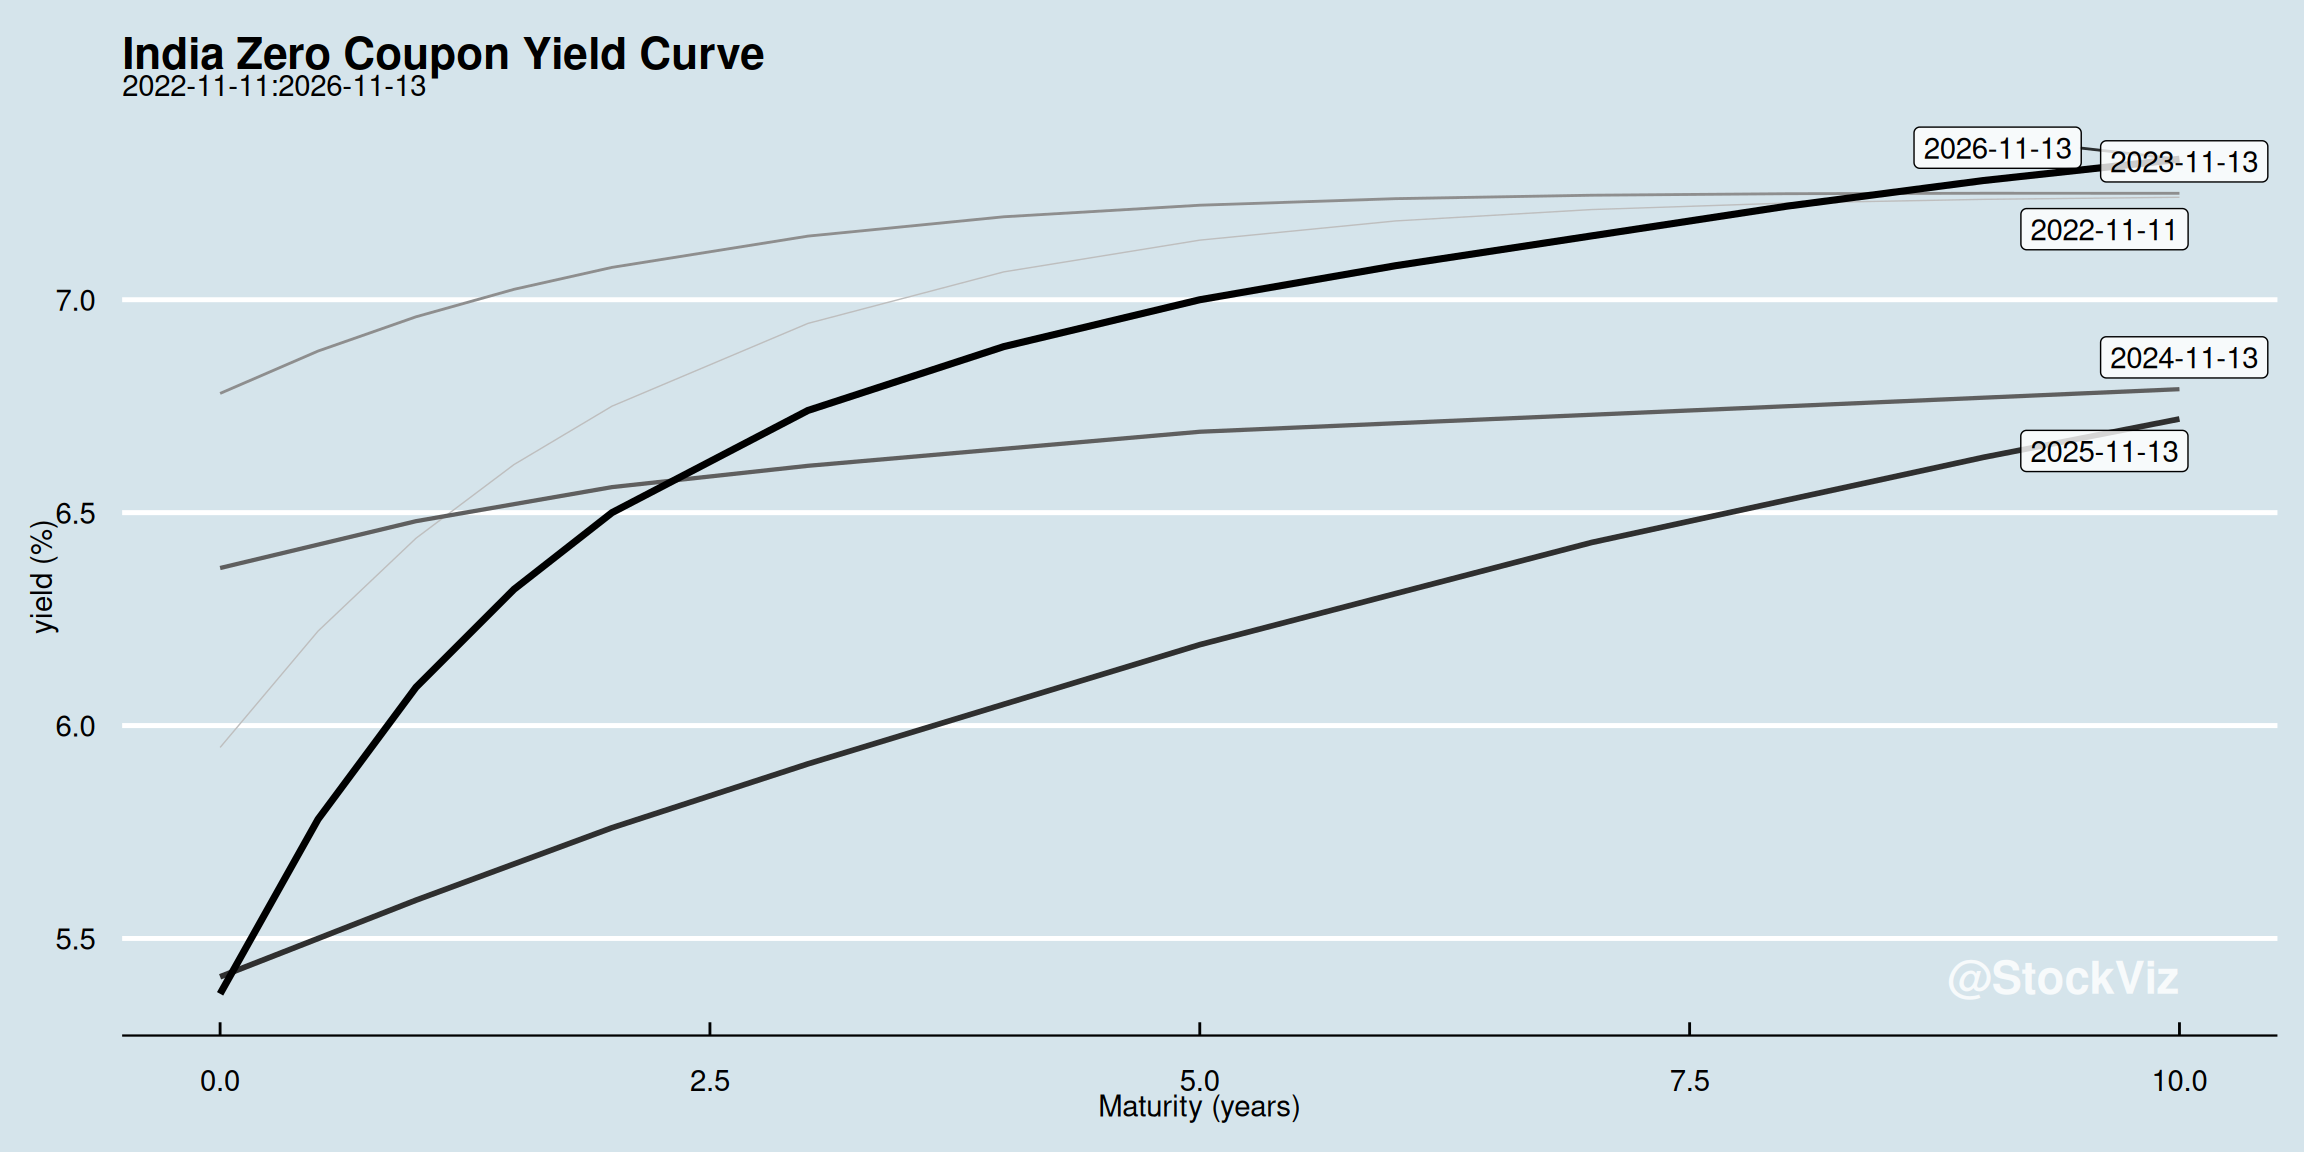 India Zero Coupon Yield Curve
2022-11-11:2026-11-13
2026-11-13
2023-11-13
2022-11-11
7.0
2024-11-13
2025-11-13
6.5
yield (%)
6.0
5.5
@StockViz
0.0 2.5 5.0 7.5 10.0
Maturity (years)